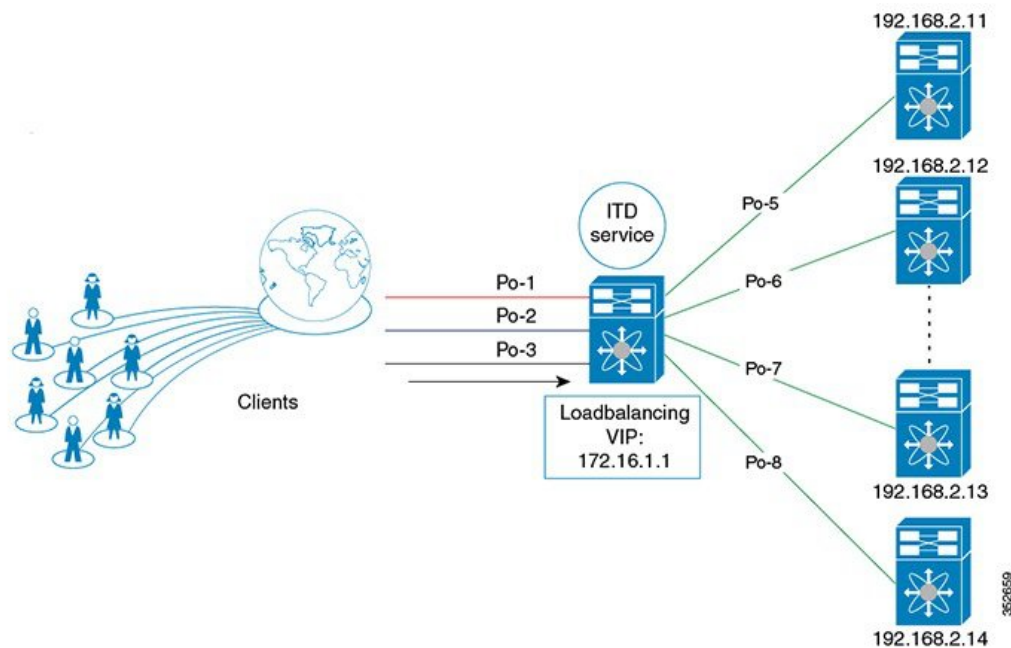 192.168.2.11
192.168.2.12
Po-5
ITD
service
Po-6
Po-1
Po-2
Po-3
Po-7
Clients
Loadbalancing
VIP:
172.16.1.1
Po-8
192.168.2.13
192.168.2.14
352659